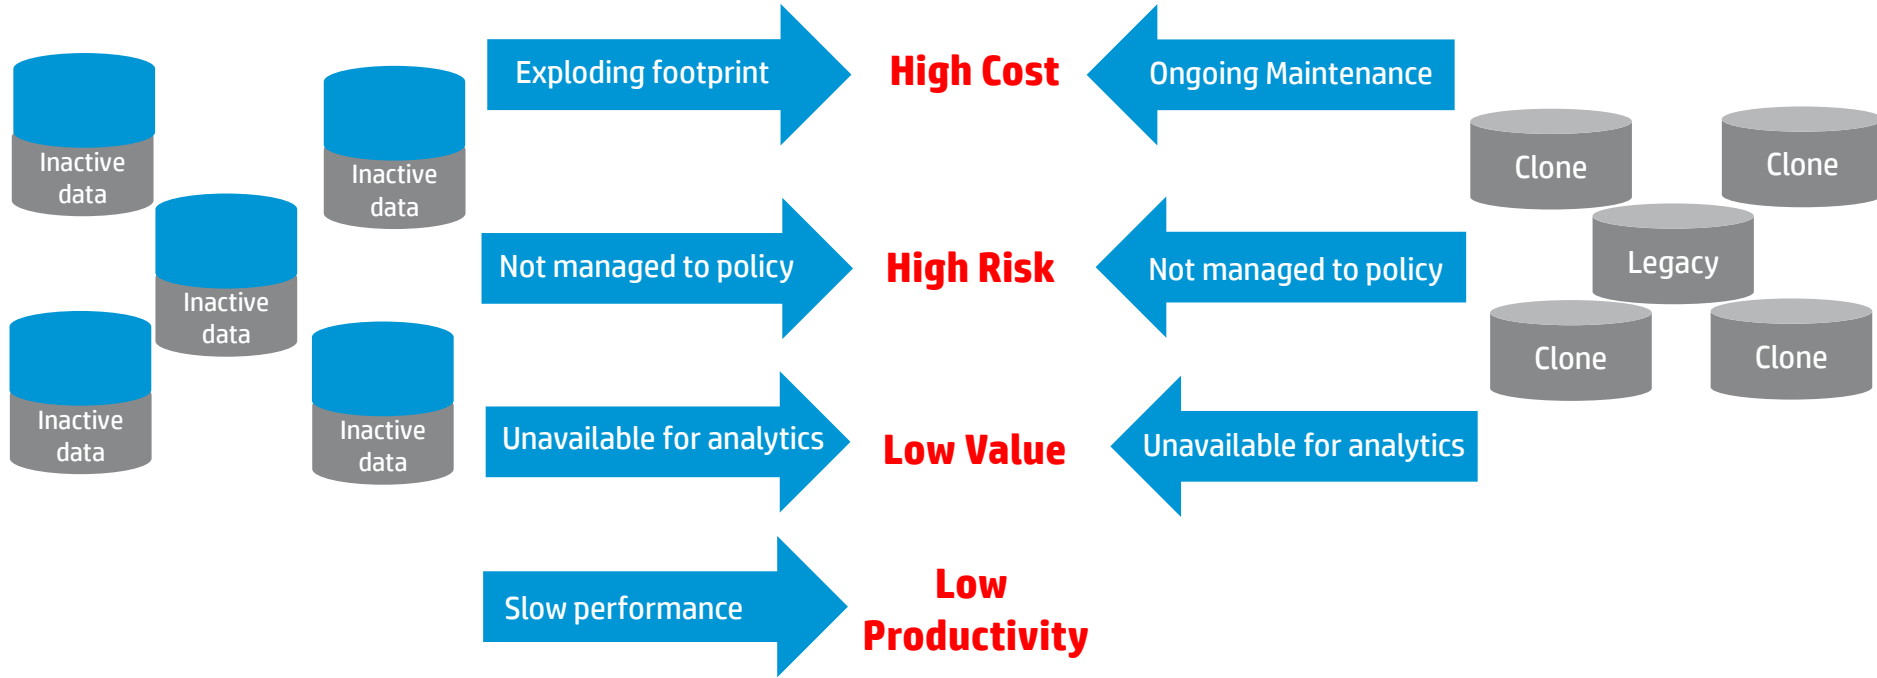 Exploding footprint
High Cost
Ongoing Maintenance
Inactive
data
Inactive
data
Clone
Clone
Inactive
data
Not managed to policy
High Risk
Not managed to policy
Legacy
Inactive
data
Inactive
data
Unavailable for analytics
Low Value
Unavailable for analytics
Clone
Clone
Slow performance
Low
Productivity